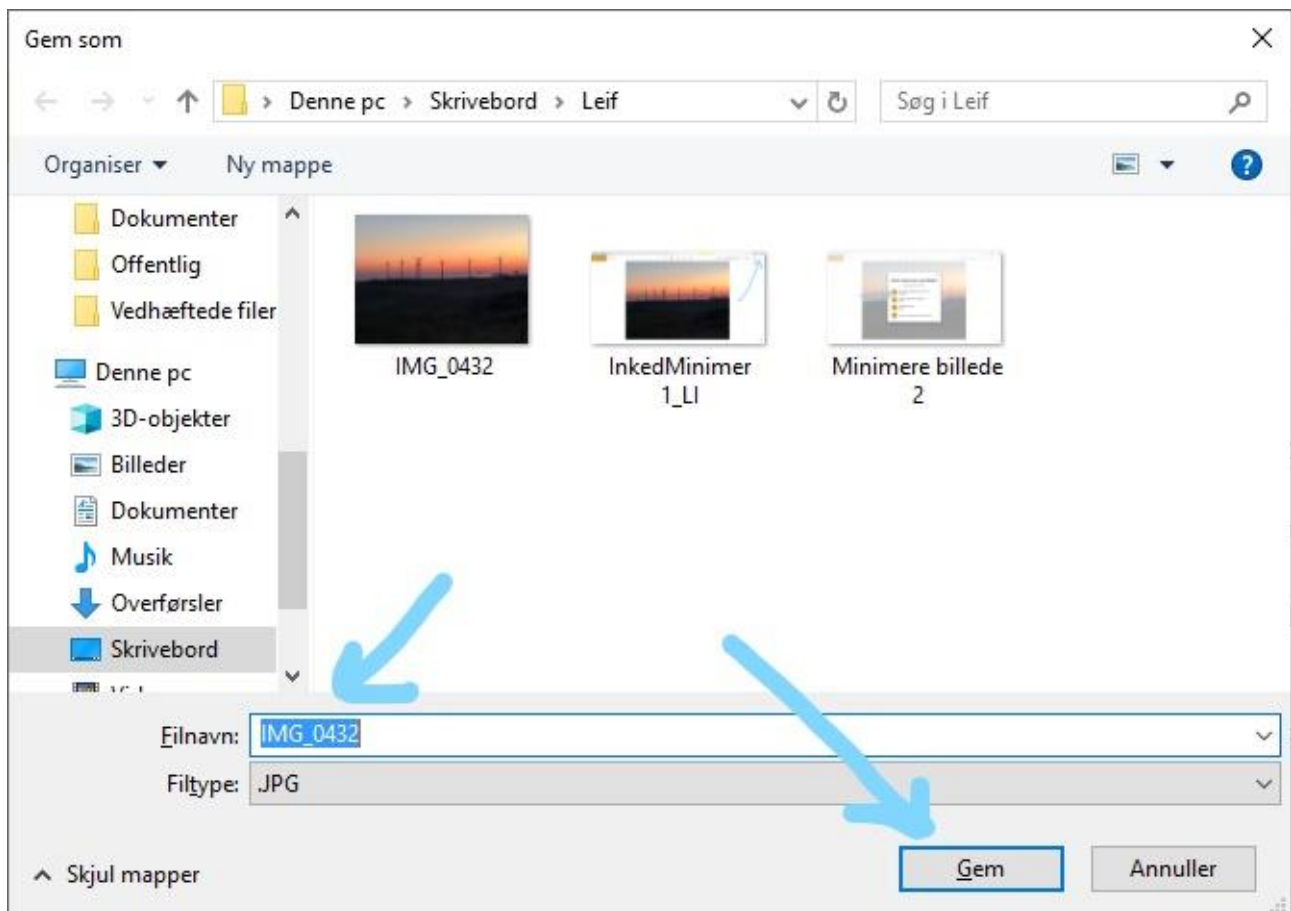 Gem som
Denne pc > Skrivebord > Leif
Søg i Leif
Organiser
Ny mappe
Dokumenter
Offentlig
Vedhæftede filer
Denne pc
3D-objekter
Billeder
Dokumenter
Musik
Overførsler
Skrivebord
IMG_0432
InkedMinimer
1_LI
Minimere billede
2
Filnavn: IMG_0432
Filtype: .JPG
Skjul mapper
Gem
Annuller